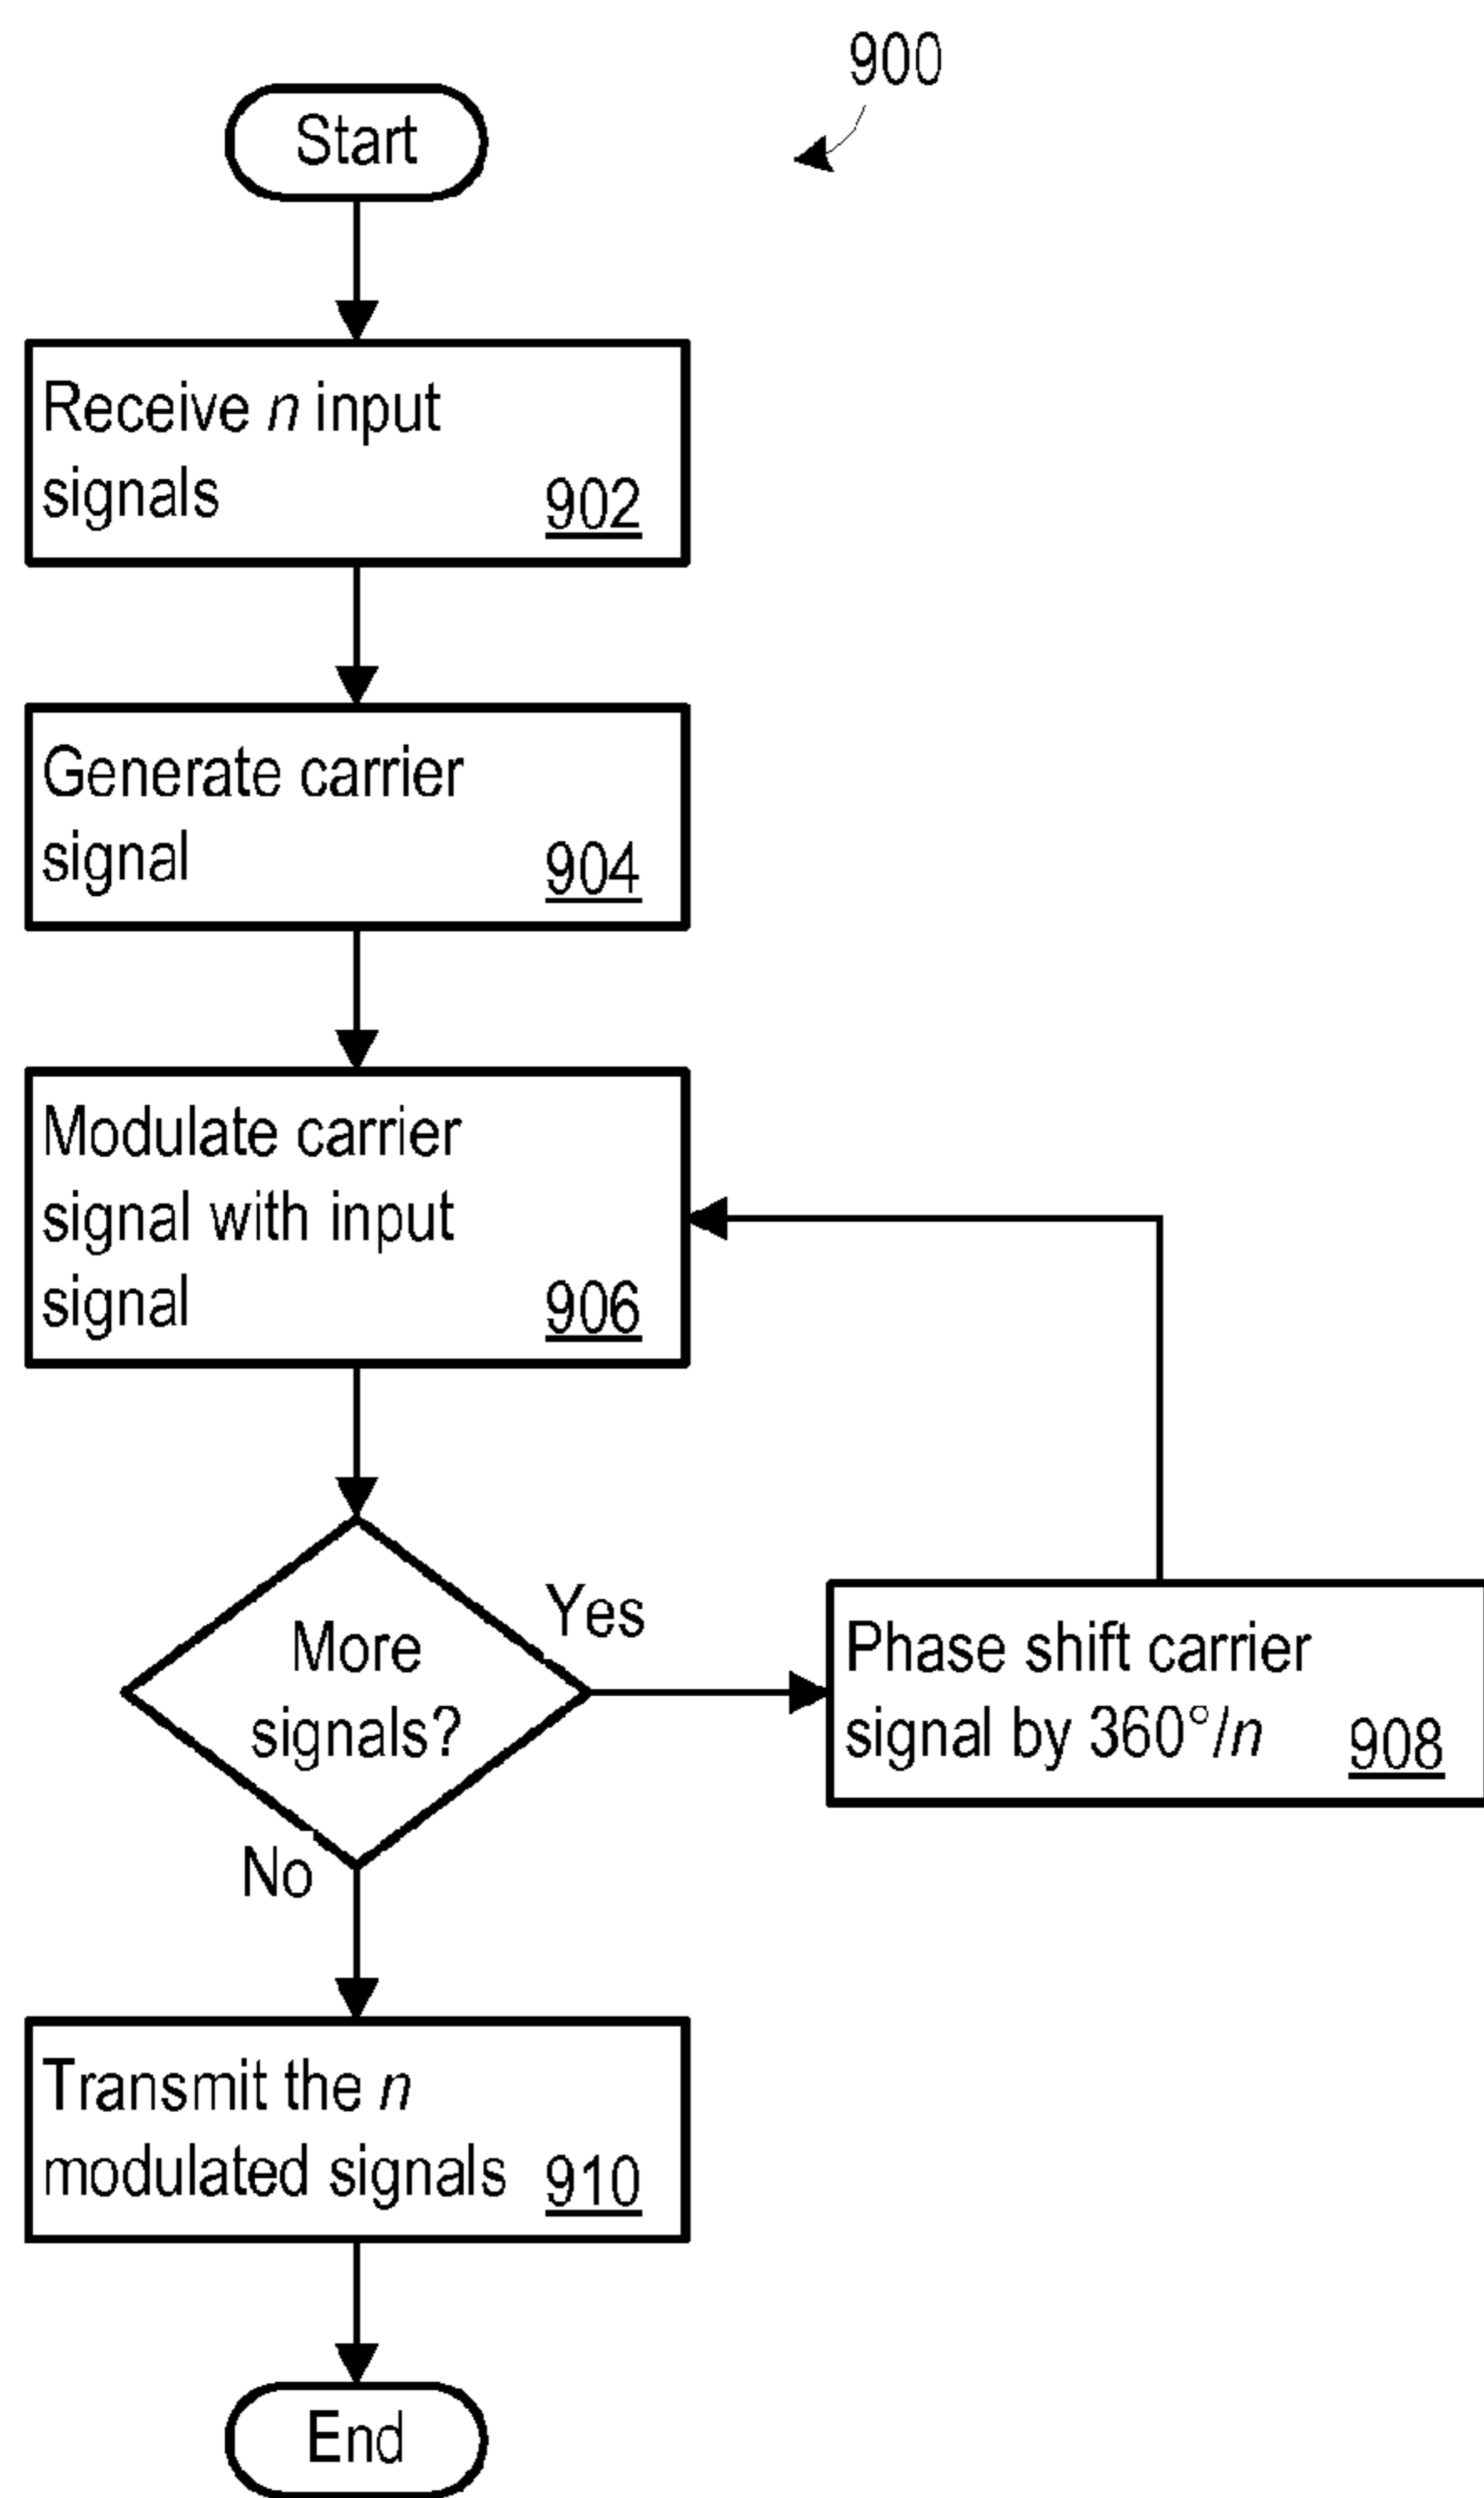 900
Start
Receive n input
signals 902
Generate carrier
signal 904
Modulate carrier
signal with input
signal 906
More
signals?
Yes
No
Phase shift carrier
signal by 360°/n 908
Transmit the n
modulated signals 910
End